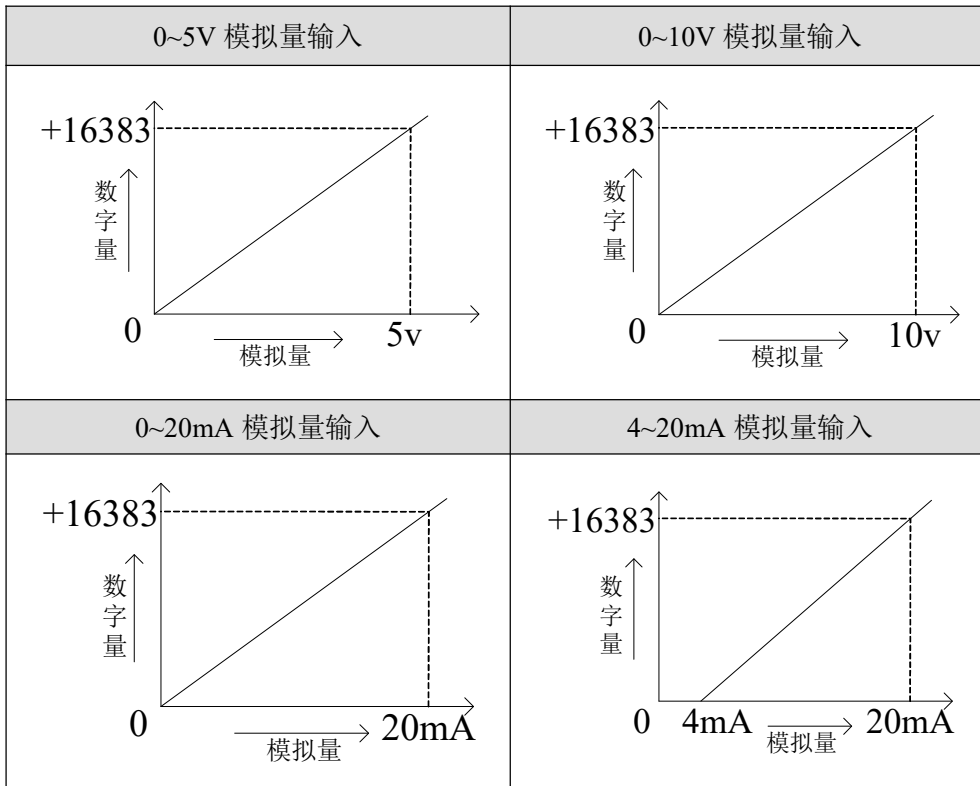 0~5V 模拟量输入
0~10V 模拟量输入
+16383
数字量
0
模拟量
5v
+16383
数字量
0
模拟量
10v
0~20mA 模拟量输入
4~20mA 模拟量输入
+16383
数字量
0
模拟量
20mA
+16383
数字量
0
4mA
模拟量
20mA